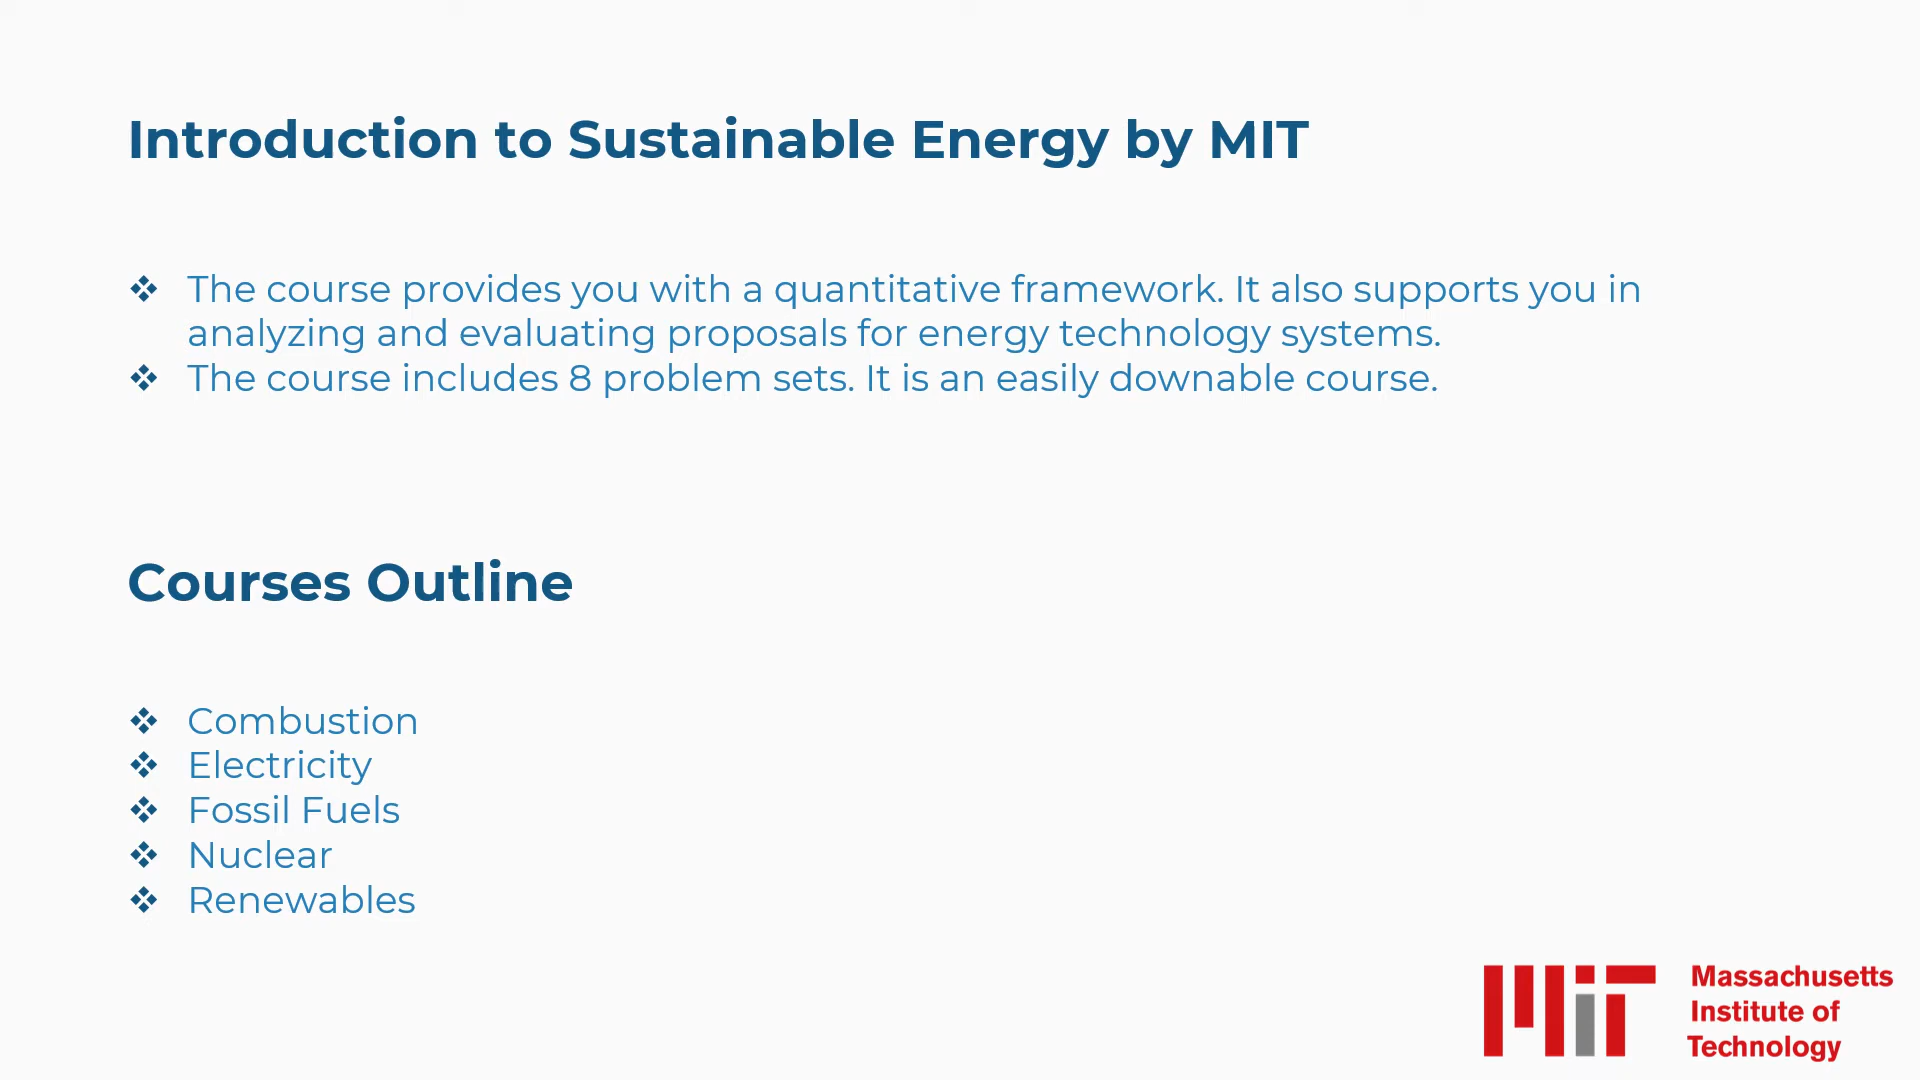 Introduction to Sustainable Energy by MIT
❖ The course provides you with a quantitative framework. It also supports you in
analyzing and evaluating proposals for energy technology systems.
❖ The course includes 8 problem sets. It is an easily downable course.
Courses Outline
❖ Combustion
❖ Electricity
❖ Fossil Fuels
❖ Nuclear
❖ Renewables
MIT
Massachusetts
Institute of
Technology